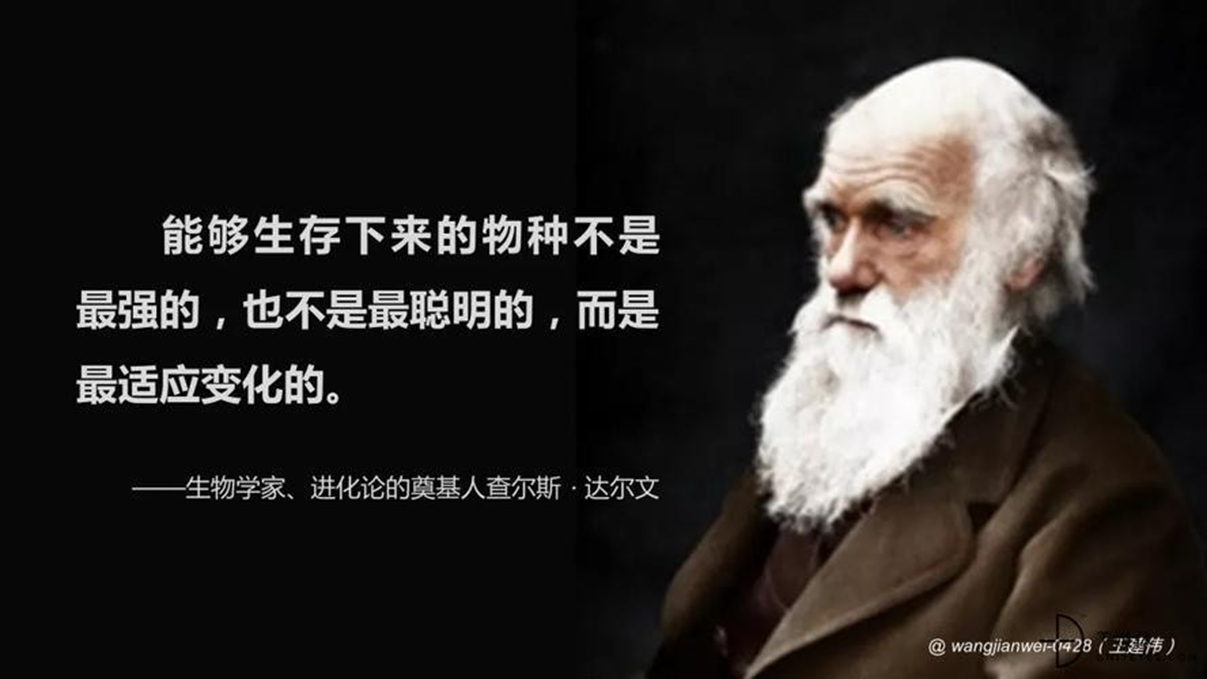 能够生存下来的物种不是
最强的，也不是最聪明的，而是
最适应变化的。
——生物学家、进化论的奠基人查尔斯·达尔文
@ wangjianwei-0428（王建伟）